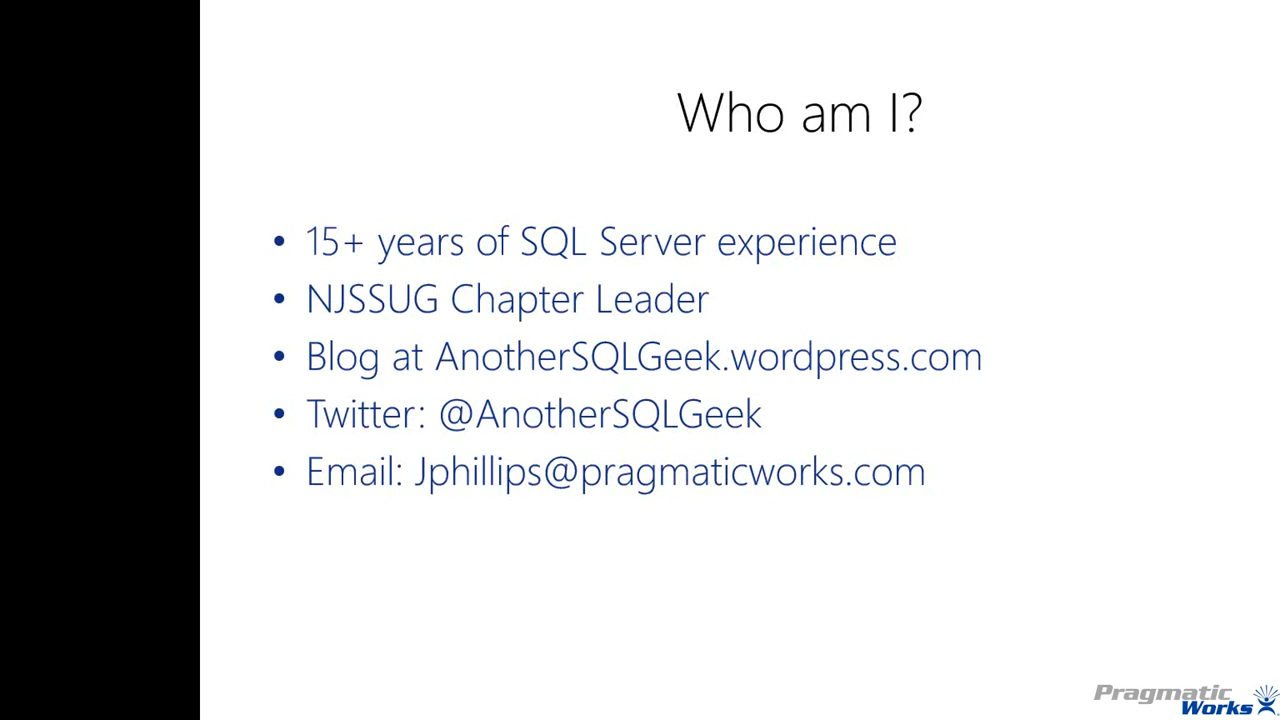 Who am I?
• 15+ years of SQL Server experience
• NJSSUG Chapter Leader
• Blog at AnotherSQLGeek.wordpress.com
• Twitter: @AnotherSQLGeek
• Email: Jphillips@pragmaticworks.com
Pragmatic
Works